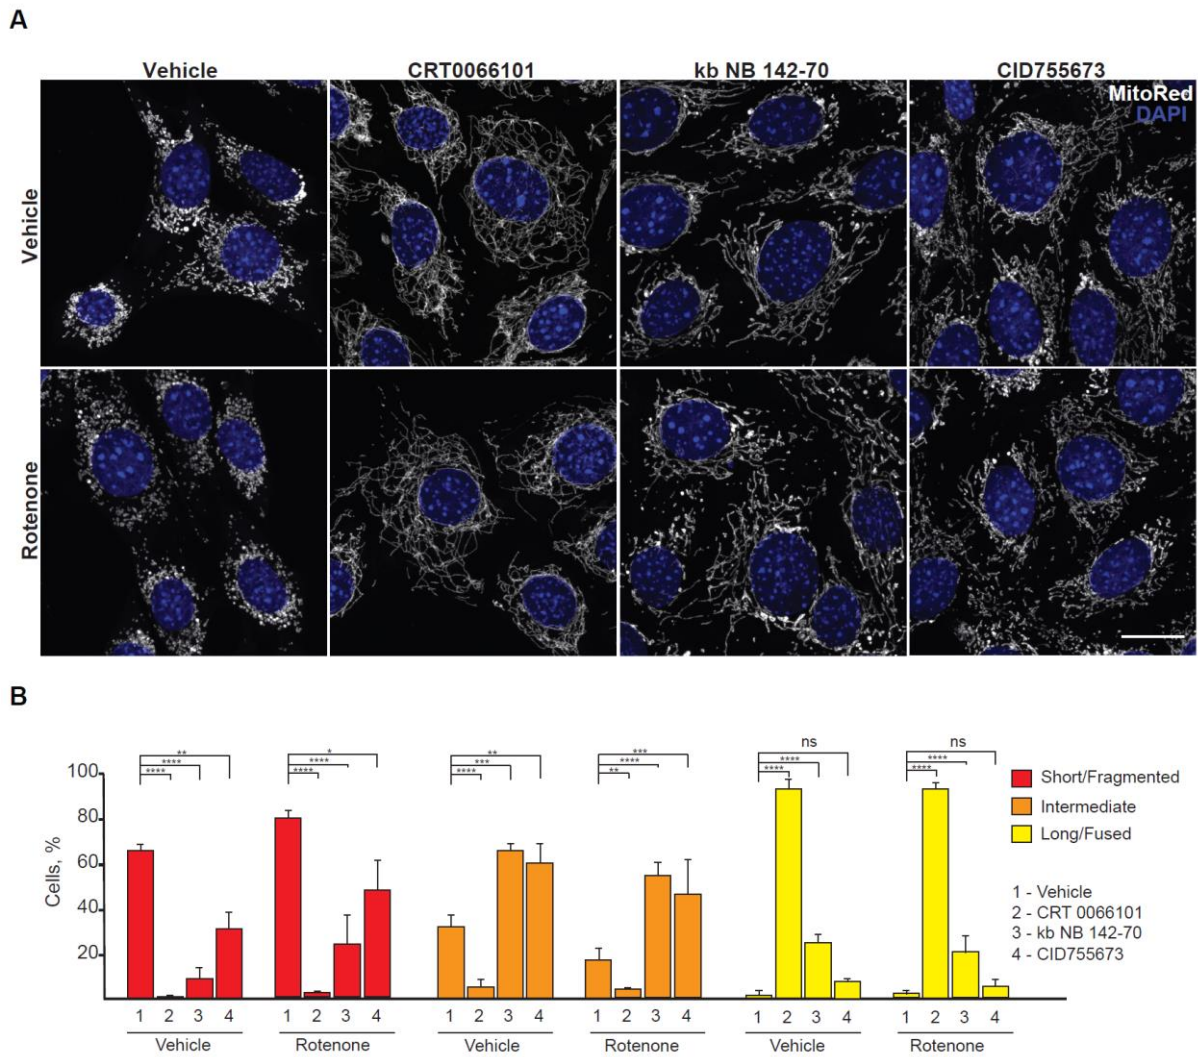 A
Vehicle CRT0066101 kb NB 142-70 CID755673
MitoRed
DAPI
Vehicle
Rotenone
B
** * ** *** ns ns
**** **** *** **** **** ****
**** **** **** ** **** ****
100
80
60
40
20
Cells, %
Short/Fragmented
Intermediate
Long/Fused
1 - Vehicle
2 - CRT 0066101
3 - kb NB 142-70
4 - CID755673
1 2 3 4 1 2 3 4 1 2 3 4 1 2 3 4 1 2 3 4 1 2 3 4
Vehicle Rotenone Vehicle Rotenone Vehicle Rotenone